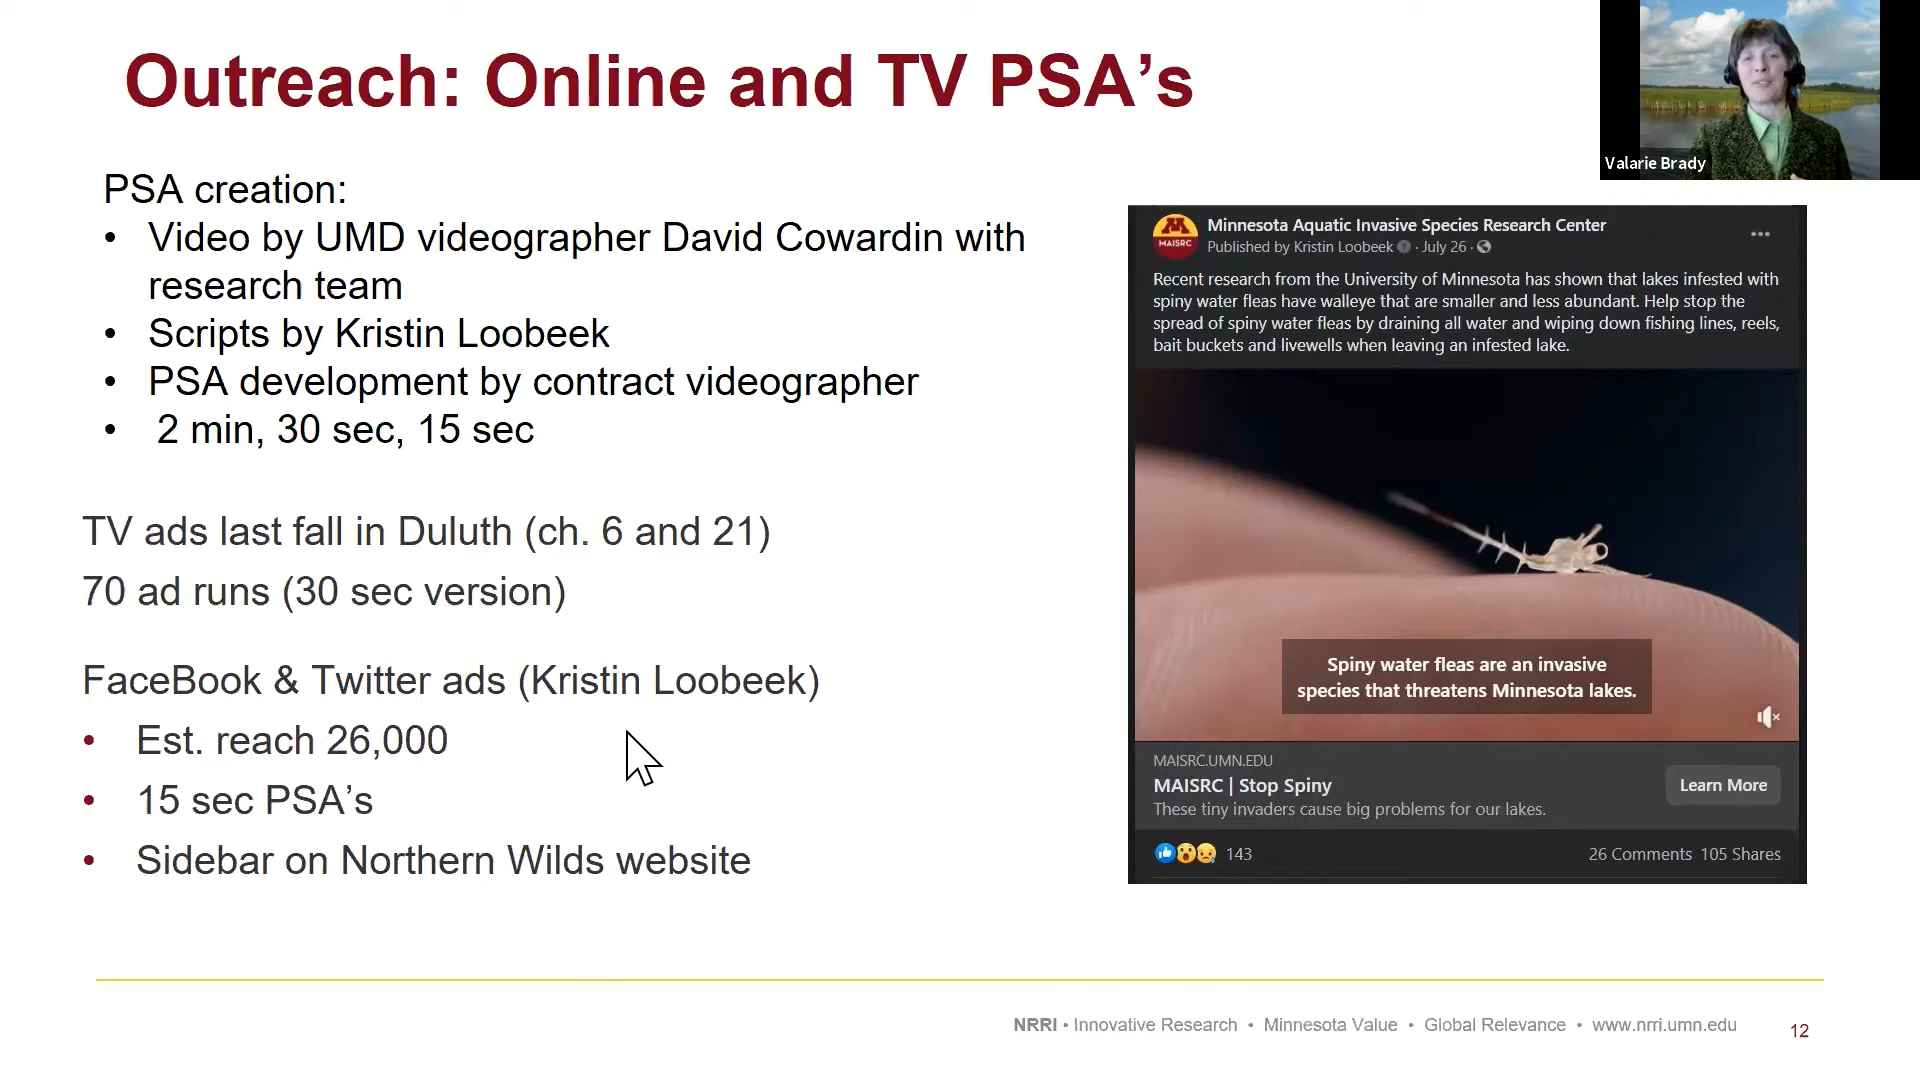 Outreach: Online and TV PSA’s
Valarie Brady
PSA creation:
• Video by UMD videographer David Cowardin with
research team
• Scripts by Kristin Loobeek
• PSA development by contract videographer
• 2 min, 30 sec, 15 sec
TV ads last fall in Duluth (ch. 6 and 21)
70 ad runs (30 sec version)
FaceBook & Twitter ads (Kristin Loobeek)
• Est. reach 26,000
• 15 sec PSA’s
• Sidebar on Northern Wilds website
MAISRC
Minnesota Aquatic Invasive Species Research Center
Published by Kristin Loobeek · July 26 ·
Recent research from the University of Minnesota has shown that lakes infested with
spiny water fleas have walleye that are smaller and less abundant. Help stop the
spread of spiny water fleas by draining all water and wiping down fishing lines, reels,
bait buckets and livewells when leaving an infested lake.
Spiny water fleas are an invasive
species that threatens Minnesota lakes.
MAISRC.UMN.EDU
MAISRC | Stop Spiny
These tiny invaders cause big problems for our lakes.
Learn More
143
26 Comments 105 Shares
NRRI • Innovative Research • Minnesota Value • Global Relevance • www.nrri.umn.edu
12